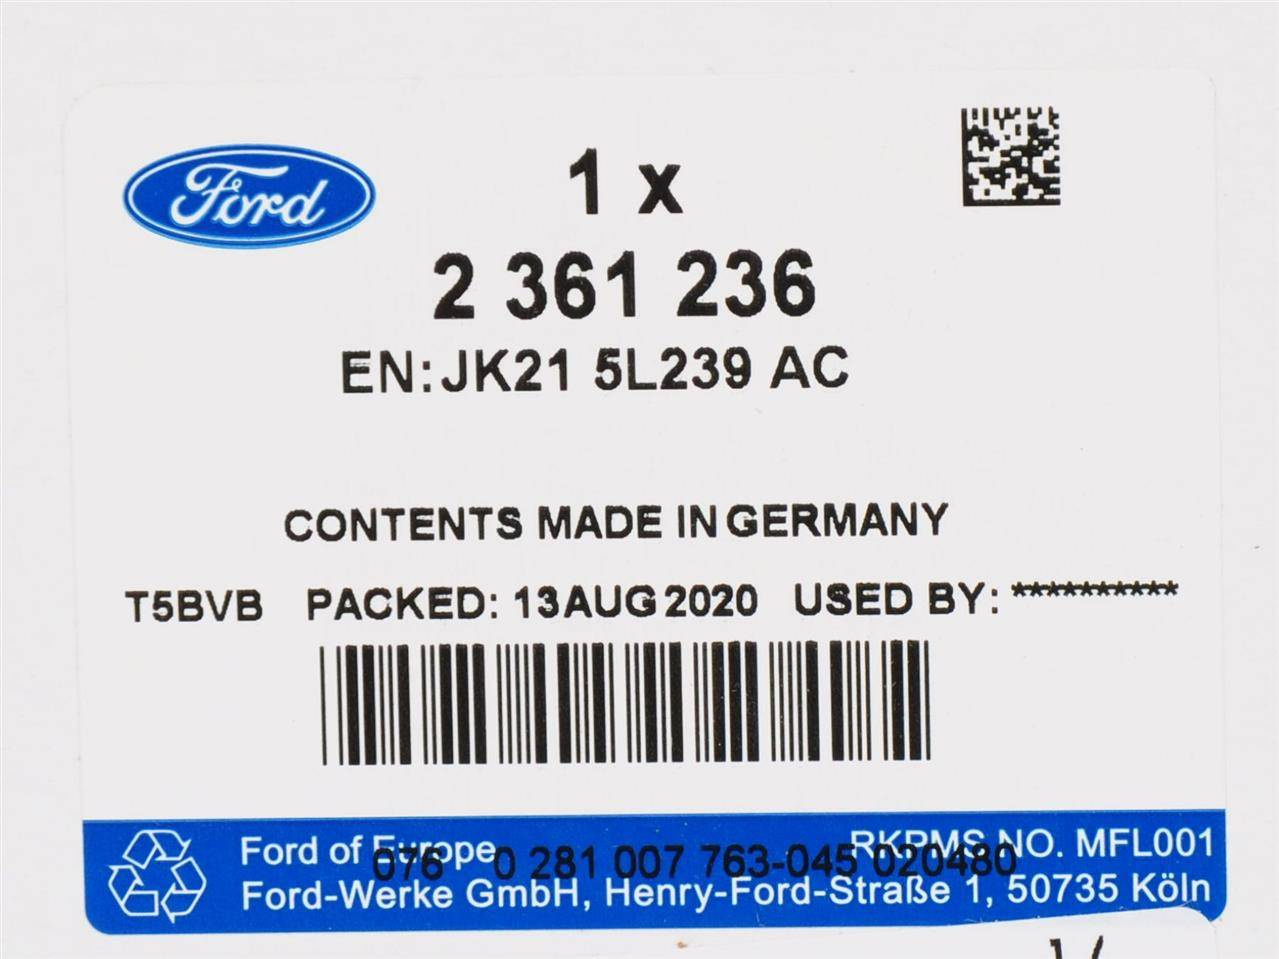 Ford
1 x
2 361 236
EN: JK21 5L239 AC
CONTENTS MADE IN GERMANY
T5BVB PACKED: 13AUG2020 USED BY: **********
Ford of Europe RKPMS NO. MFL001
076 0 281 007 763-045 020480
Ford-Werke GmbH, Henry-Ford-Straße 1, 50735 Köln